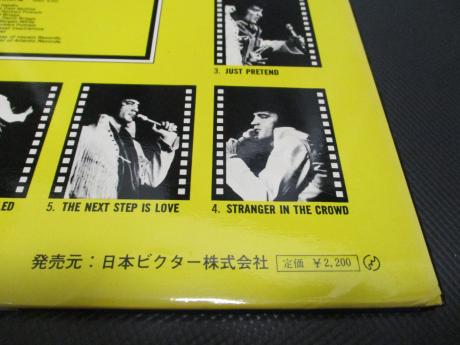 3. JUST PRETEND
ED
5. THE NEXT STEP IS LOVE
4. STRANGER IN THE CROWD
発売元：日本ビクター株式会社
定価 ￥2,200